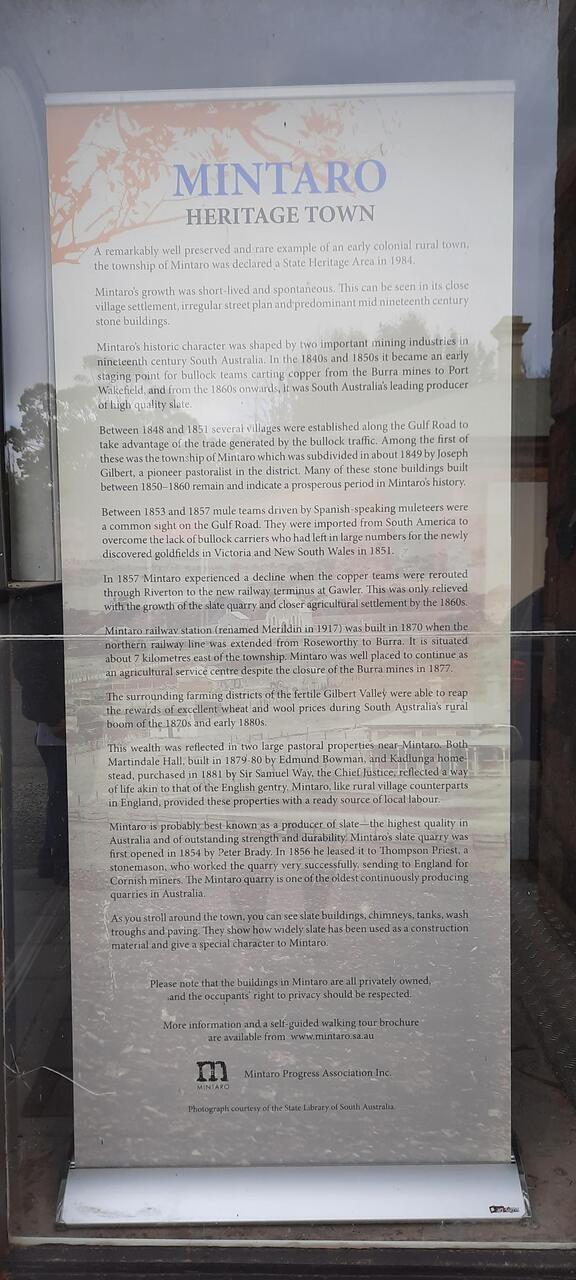 MINTARO
HERITAGE TOWN
A remarkably well preserved and rare example of an early colonial rural town,
the township of Mintaro was declared a State Heritage Area in 1984.
Mintaro's growth was short-lived and spontaneous. This can be seen in its close
village settlement, irregular street plan and predominant mid nineteenth century
stone buildings.
Mintaro's historic character was shaped by two important mining industries in
nineteenth century South Australia. In the 1840s and 1850s it became an early
staging point for bullock teams carting copper from the Burra mines to Port
Wakefield, and from the 1860s onwards, it was South Australia's leading producer
of high quality slate.
Between 1848 and 1851 several villages were established along the Gulf Road to
take advantage of the trade generated by the bullock traffic. Among the first of
these was the township of Mintaro which was subdivided in about 1849 by Joseph
Gilbert, a pioneer pastoralist in the district. Many of these stone buildings built
between 1850–1860 remain and indicate a prosperous period in Mintaro's history.
Between 1853 and 1857 mule teams driven by Spanish-speaking muleteers were
a common sight on the Gulf Road. They were imported from South America to
overcome the lack of bullock carriers who had left in large numbers for the newly
discovered goldfields in Victoria and New South Wales in 1851.
In 1857 Mintaro experienced a decline when the copper teams were rerouted
through Riverton to the new railway terminus at Gawler. This was only relieved
with the growth of the slate quarry and closer agricultural settlement by the 1860s.
Mintaro railway station (renamed Merildin in 1917) was built in 1870 when the
northern railway line was extended from Roseworthy to Burra. It is situated
about 7 kilometres east of the township. Mintaro was well placed to continue as
an agricultural service centre despite the closure of the Burra mines in 1877.
The surrounding farming districts of the fertile Gilbert Valley were able to reap
the rewards of excellent wheat and wool prices during South Australia's rural
boom of the 1870s and early 1880s.
This wealth was reflected in two large pastoral properties near Mintaro. Both
Martindale Hall, built in 1879-80 by Edmund Bowman, and Kadlunga home-
stead, purchased in 1881 by Sir Samuel Way, the Chief Justice, reflected a way
of life akin to that of the English gentry. Mintaro, like rural village counterparts
in England, provided these properties with a ready source of local labour.
Mintaro is probably best known as a producer of slate—the highest quality in
Australia and of outstanding strength and durability. Mintaro's slate quarry was
first opened in 1854 by Peter Brady. In 1856 he leased it to Thompson Priest, a
stonemason, who worked the quarry very successfully, sending to England for
Cornish miners. The Mintaro quarry is one of the oldest continuously producing
quarries in Australia.
As you stroll around the town, you can see slate buildings, chimneys, tanks, wash
troughs and paving. They show how widely slate has been used as a construction
material and give a special character to Mintaro.
Please note that the buildings in Mintaro are all privately owned,
and the occupants' right to privacy should be respected.
More information and a self-guided walking tour brochure
are available from www.mintaro.sa.au
m
MINTARO
Mintaro Progress Association Inc.
Photograph courtesy of the State Library of South Australia.